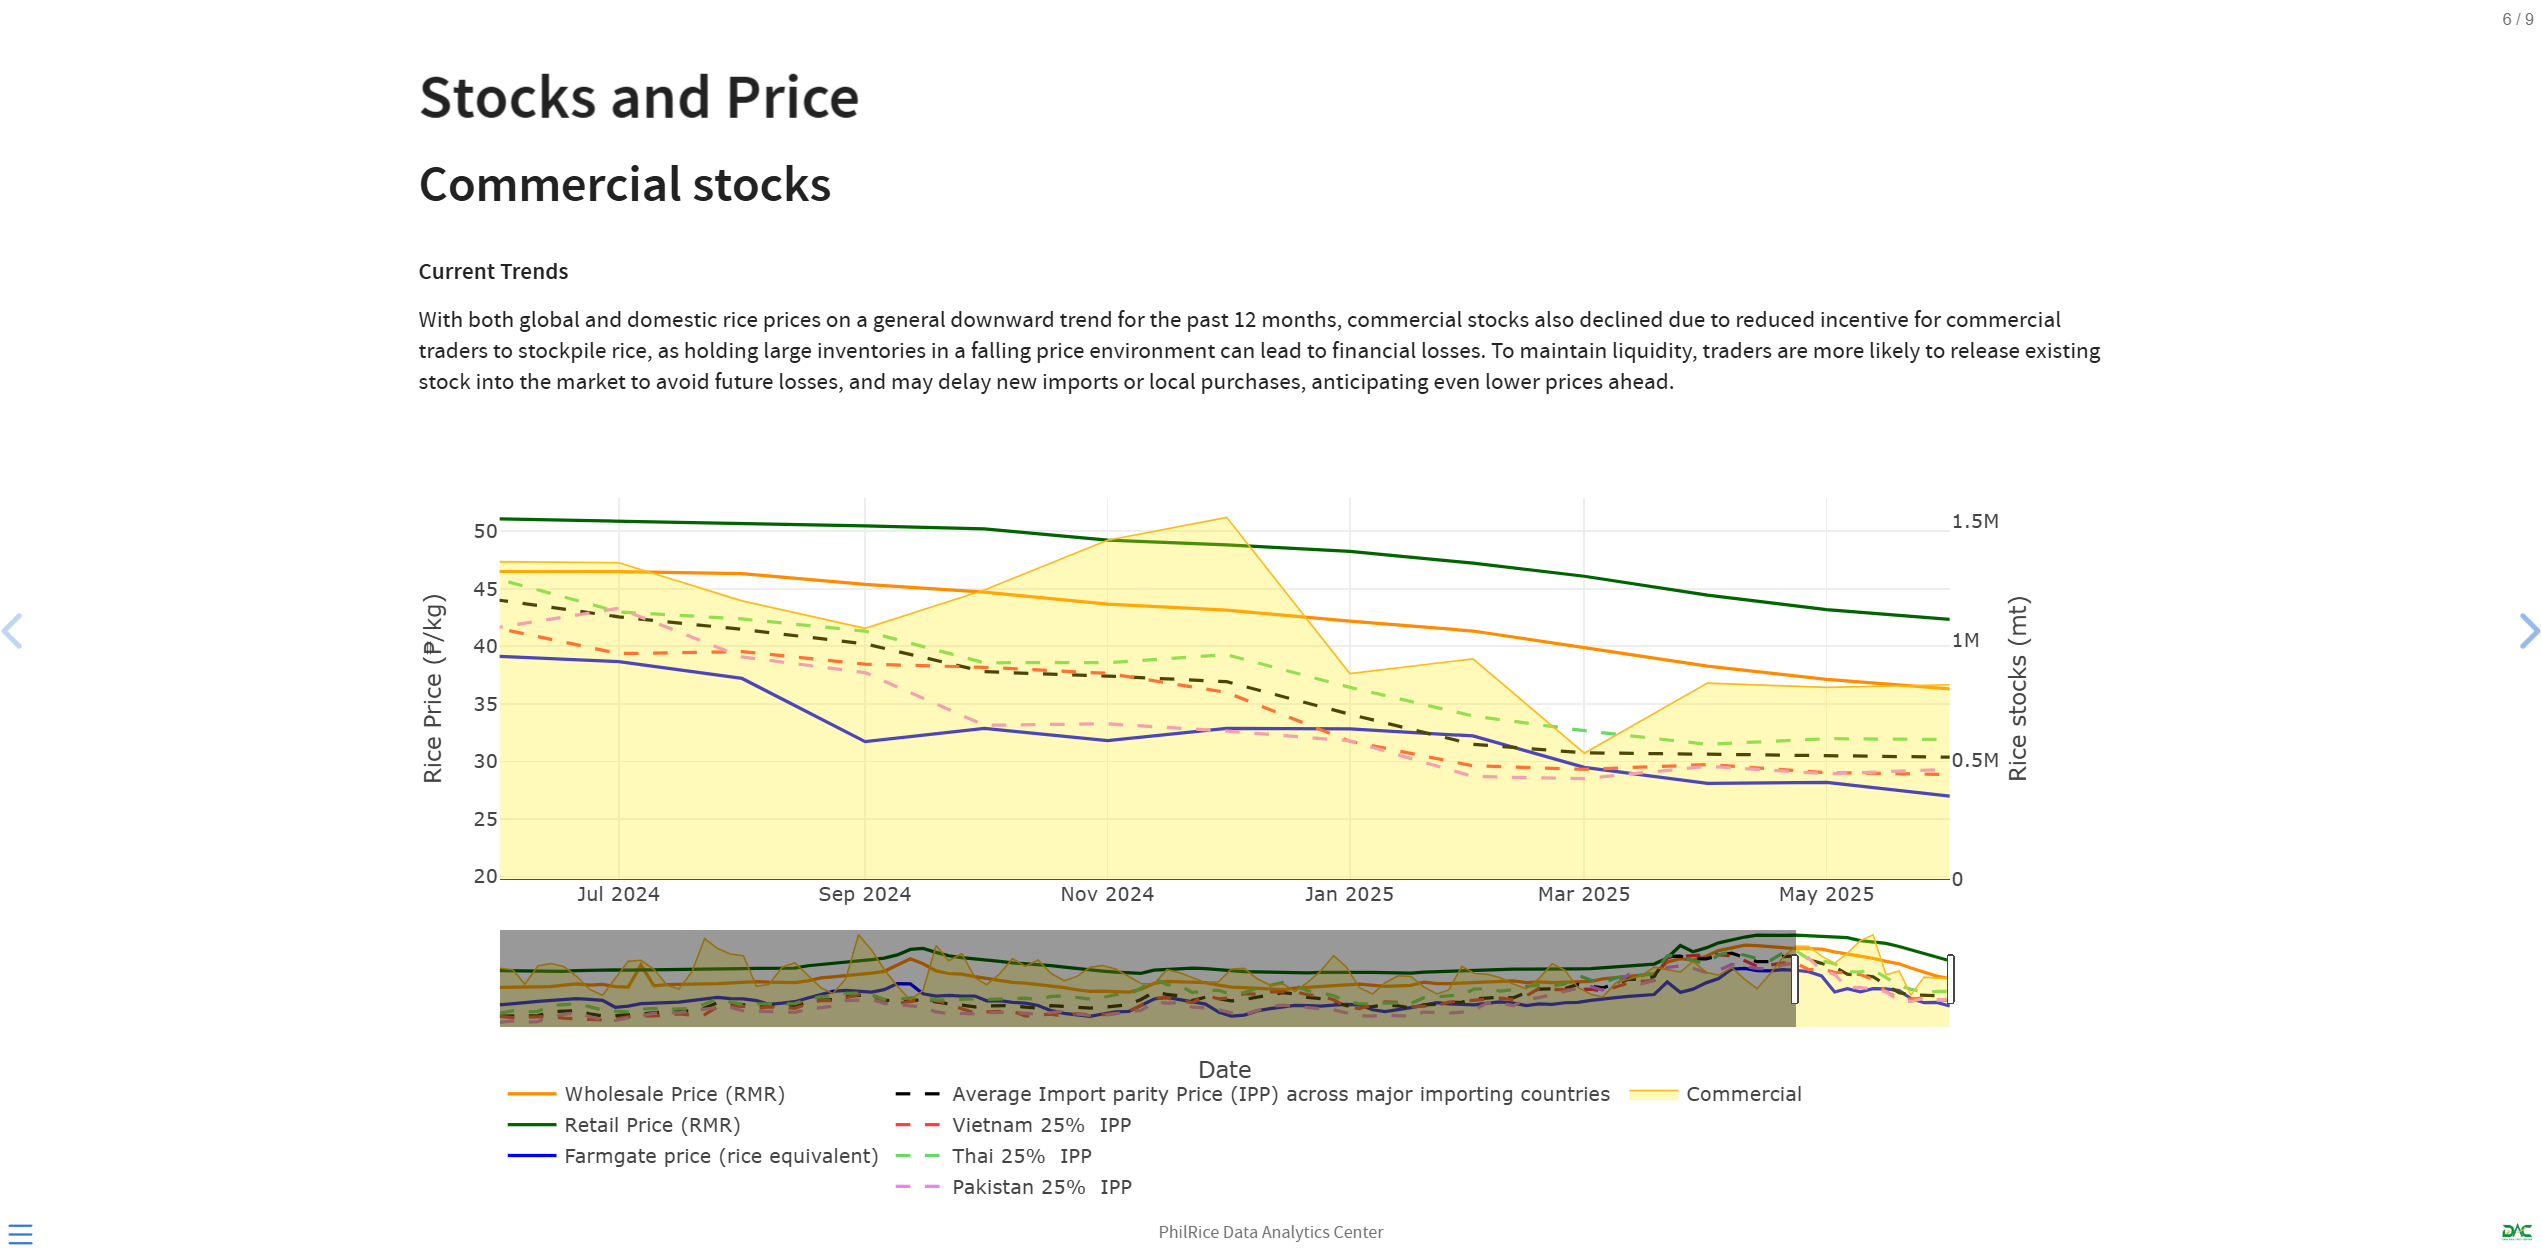 6 / 9
Stocks and Price
Commercial stocks
Current Trends
With both global and domestic rice prices on a general downward trend for the past 12 months, commercial stocks also declined due to reduced incentive for commercial
traders to stockpile rice, as holding large inventories in a falling price environment can lead to financial losses. To maintain liquidity, traders are more likely to release existing
stock into the market to avoid future losses, and may delay new imports or local purchases, anticipating even lower prices ahead.
Rice Price (₱/kg)
50
45
40
35
30
25
20
1.5M
1M
0.5M
0
Rice stocks (mt)
Jul 2024
Sep 2024
Nov 2024
Jan 2025
Mar 2025
May 2025
Date
Wholesale Price (RMR)
Retail Price (RMR)
Farmgate price (rice equivalent)
Average Import parity Price (IPP) across major importing countries
Vietnam 25%  IPP
Thai 25%  IPP
Pakistan 25%  IPP
Commercial
PhilRice Data Analytics Center
DAC